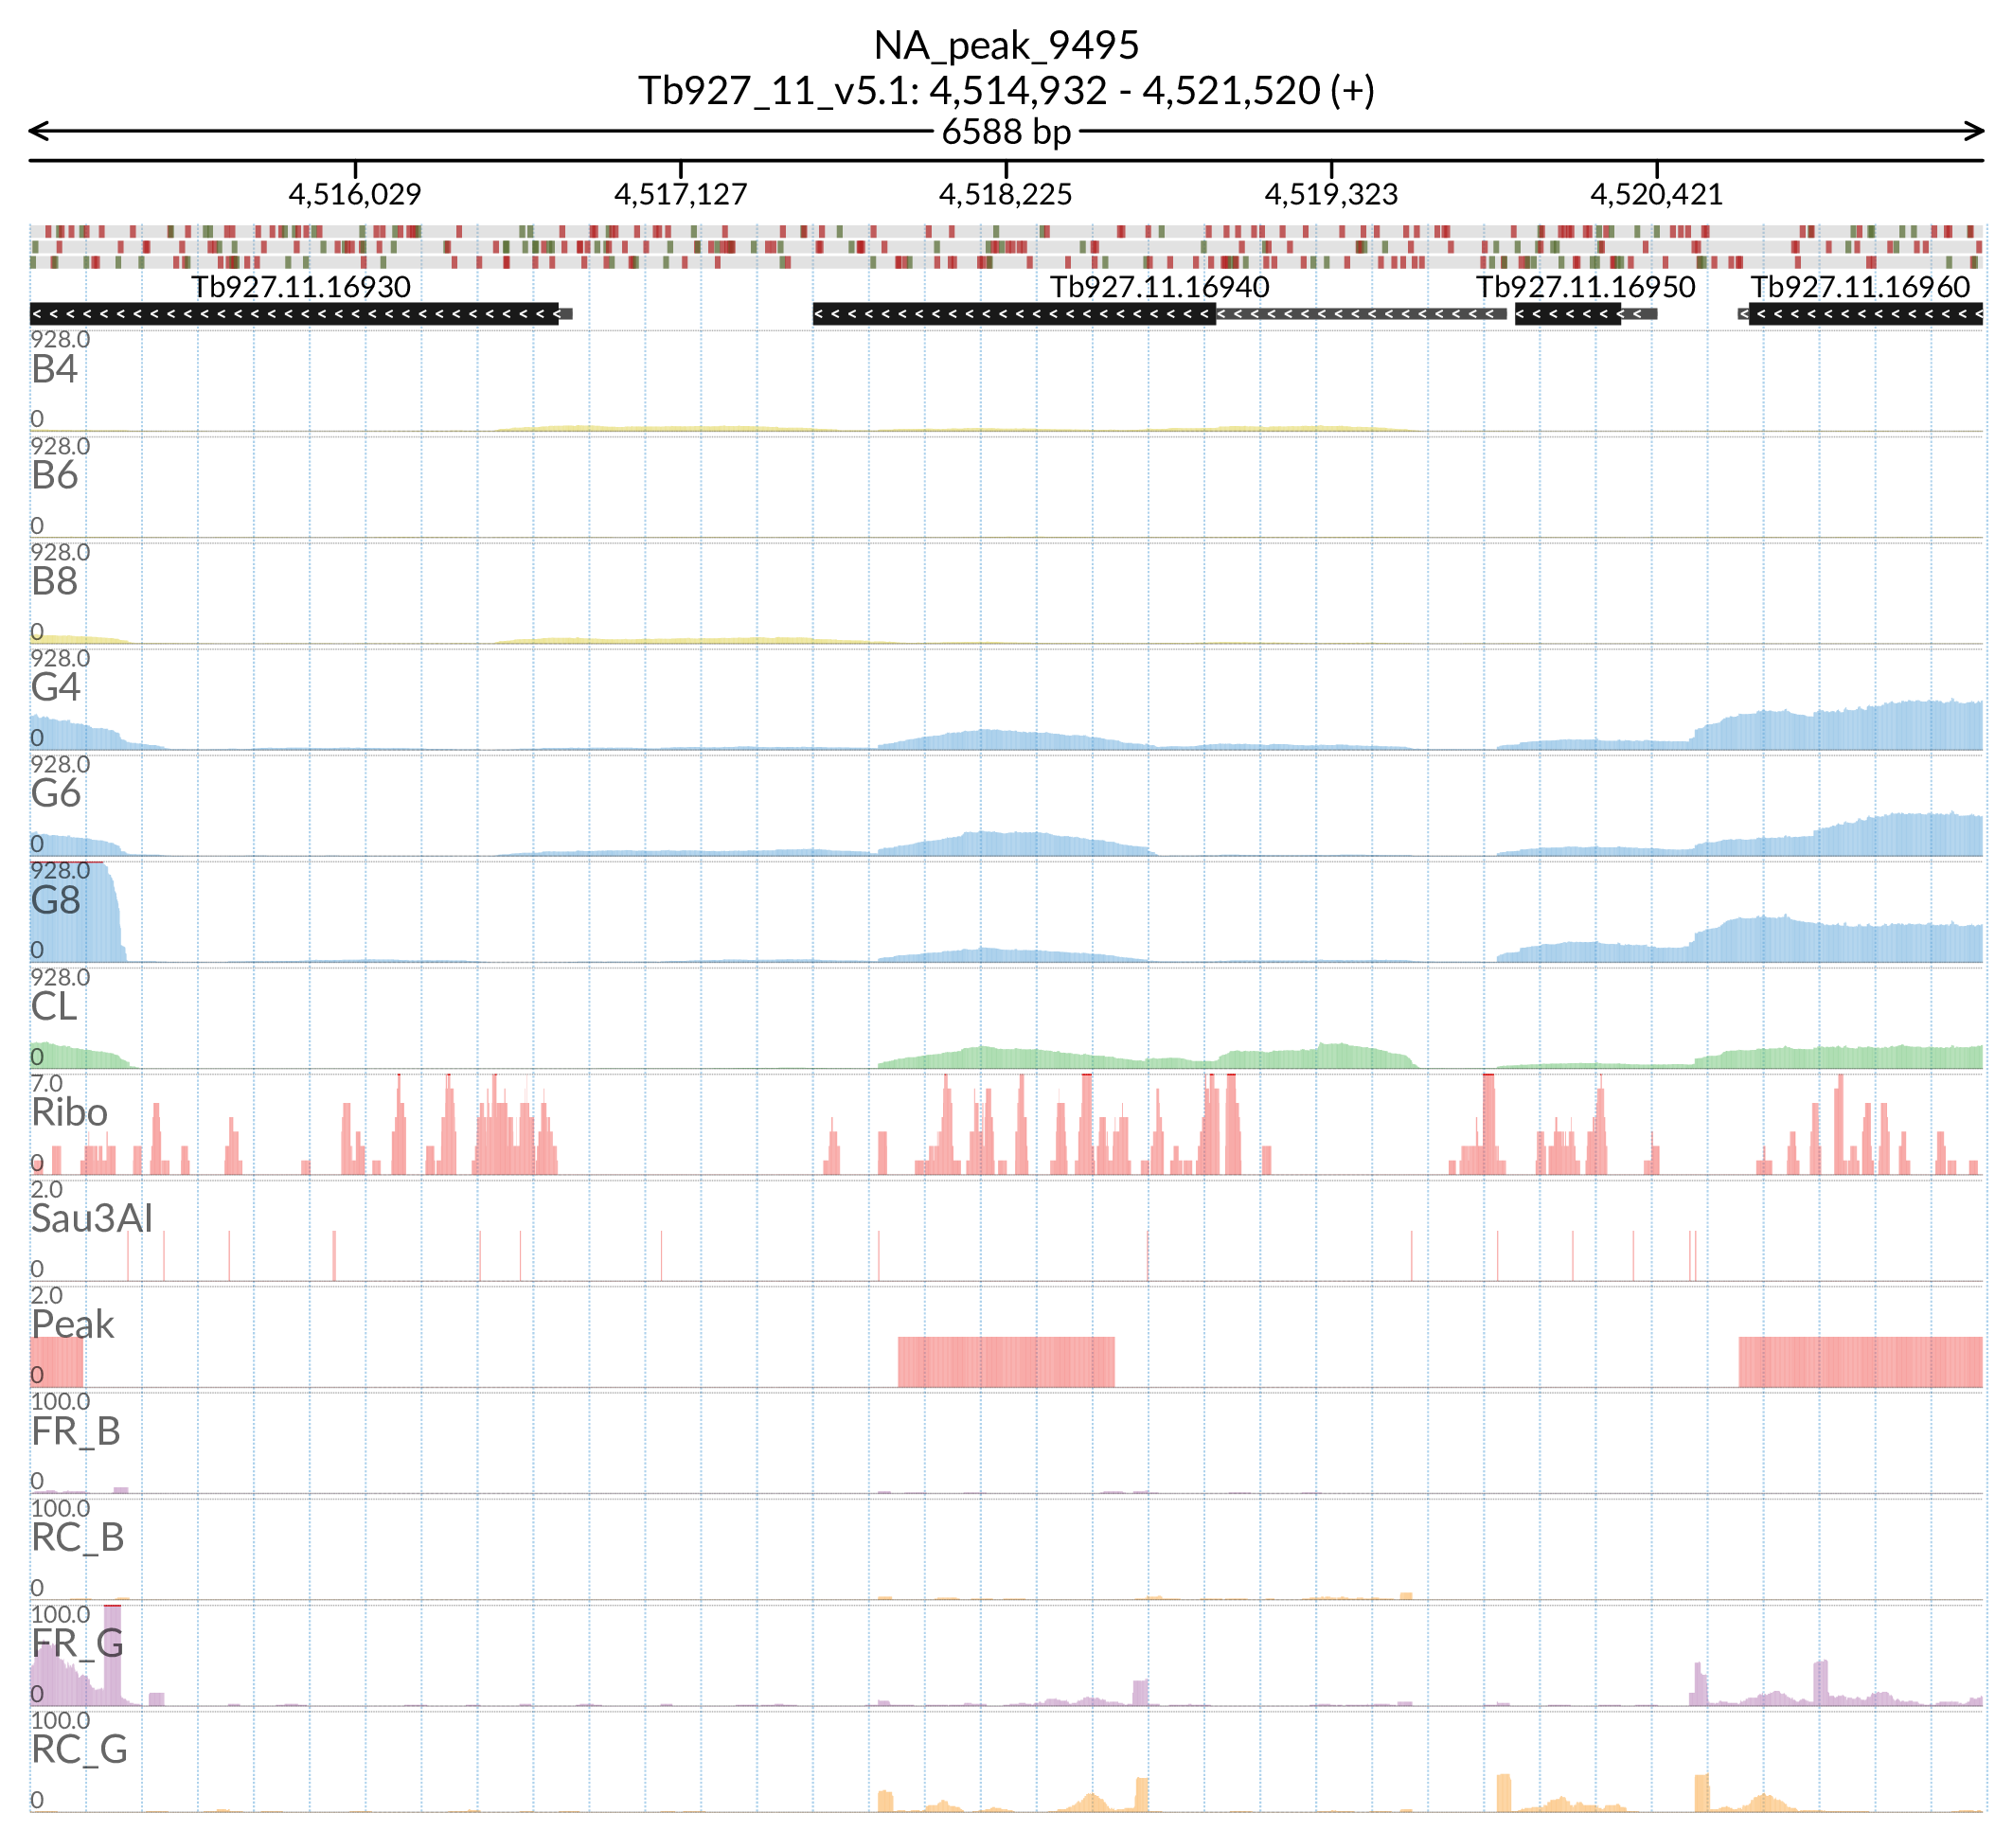 NA_peak_9495
Tb927_11_v5.1: 4,514,932 - 4,521,520 (+)
6588 bp
4,516,029 4,517,127 4,518,225 4,519,323 4,520,421
Tb927.11.16930 Tb927.11.16940 Tb927.11.16950 Tb927.11.16960
928.0
B4
0
928.0
B6
0
928.0
B8
0
928.0
G4
0
928.0
G6
0
928.0
G8
0
928.0
CL
0
7.0
Ribo
0
2.0
Sau3AI
0
2.0
Peak
0
100.0
FR_B
0
100.0
RC_B
0
100.0
FR_G
0
100.0
RC_G
0